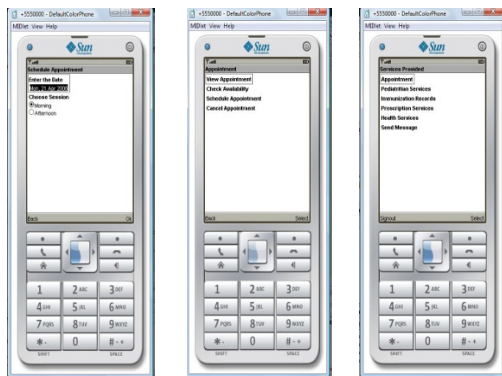 +5550000 - DefaultColorPhone
MIDlet View Help
Sun
Schedule Appointment
Enter the Date
Mon, 21 Apr 2008
Choose Session
Morning
Afternoon
Back Ok
1 2 ABC 3 DEF
4 GHI 5 JKL 6 MNO
7 PQRS 8 TUV 9 WXYZ
* . 0 # - +
SHIFT SPACE
+5550000 - DefaultColorPhone
MIDlet View Help
Sun
Appointment
View Appointment
Check Availability
Schedule Appointment
Cancel Appointment
Back Select
1 2 ABC 3 DEF
4 GHI 5 JKL 6 MNO
7 PQRS 8 TUV 9 WXYZ
* . 0 # - +
SHIFT SPACE
+5550000 - DefaultColorPhone
MIDlet View Help
Sun
Services Provided
Appointment
Pediatrition Services
Immunization Records
Prescription Services
Health Services
Send Message
Signout Select
1 2 ABC 3 DEF
4 GHI 5 JKL 6 MNO
7 PQRS 8 TUV 9 WXYZ
* . 0 # - +
SHIFT SPACE